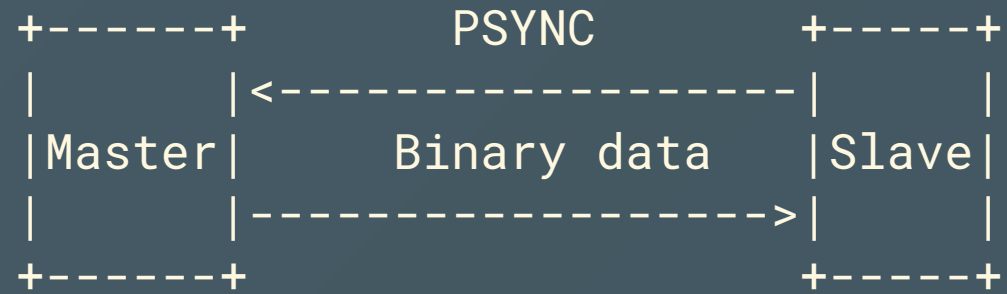 +------+       PSYNC       +-----+
|      |<------------------|     |
|Master|     Binary data   |Slave|
|      |------------------>|     |
+------+                   +-----+